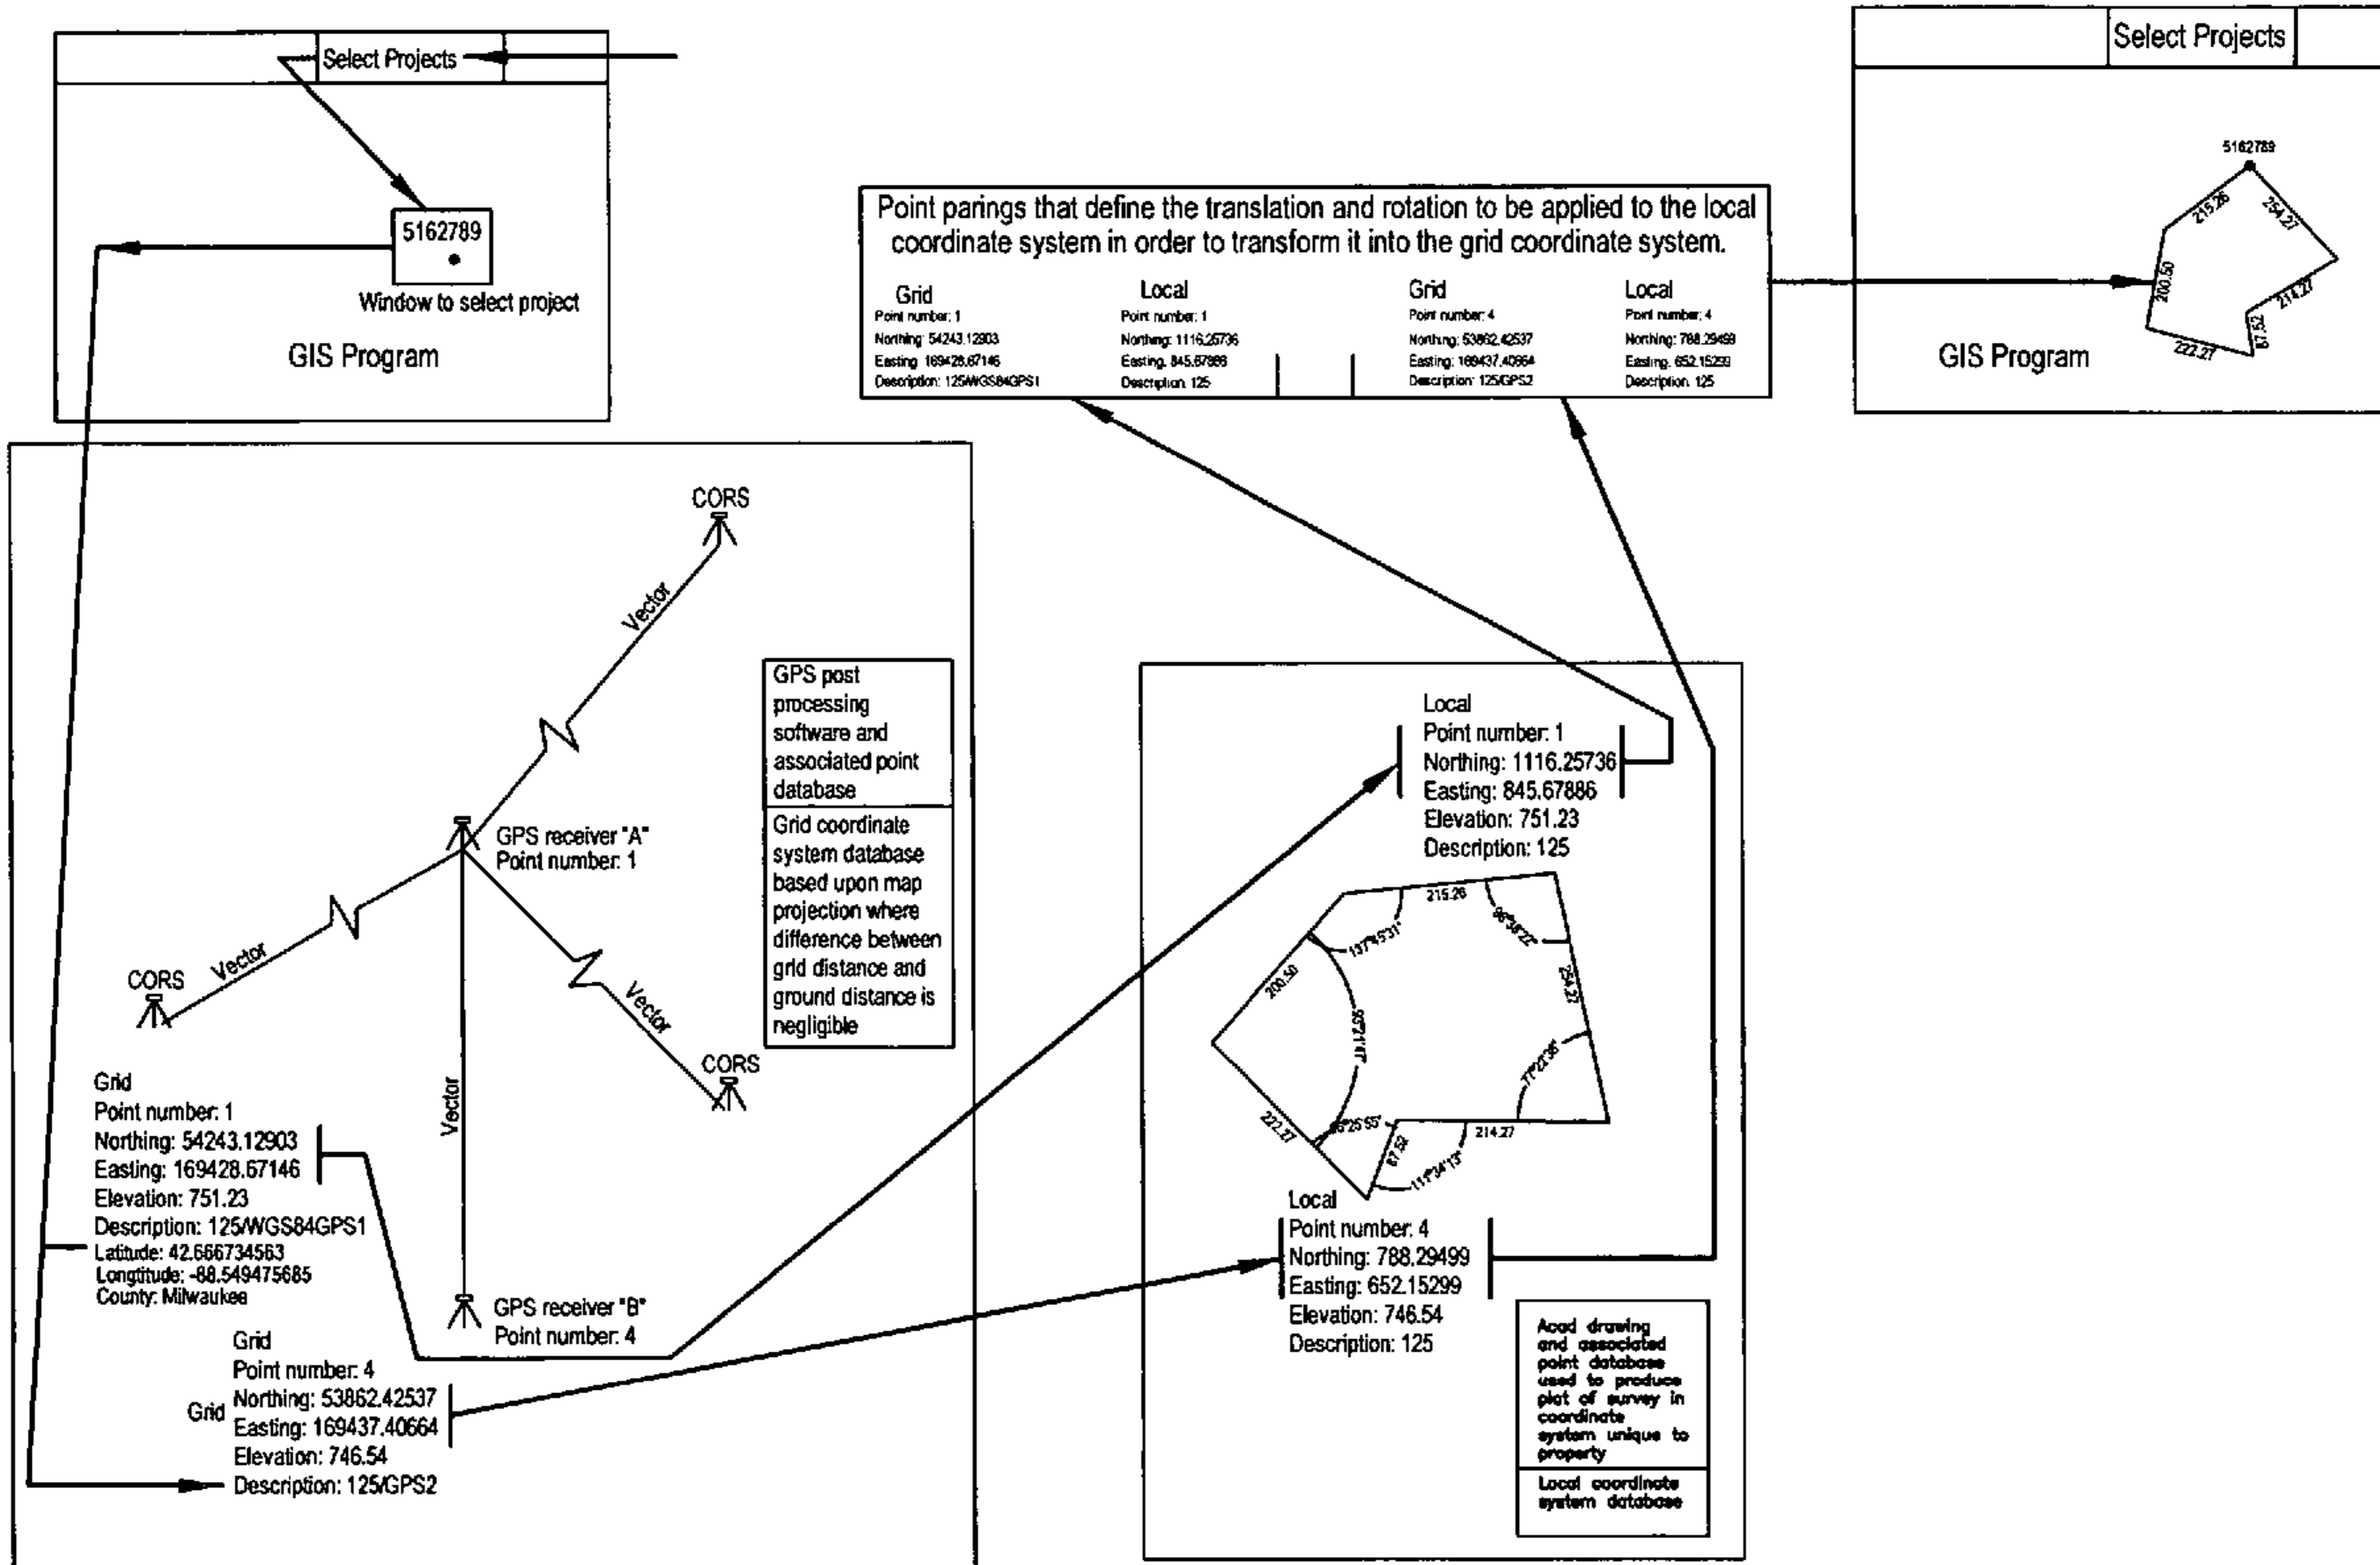 Select Projects
5162789
Window to select project
GIS Program
Point parings that define the translation and rotation to be applied to the local
coordinate system in order to transform it into the grid coordinate system.
Grid
Point number: 1
Northing: 54243.12903
Easting: 169428.67146
Description: 125/WGS84GPS1
Local
Point number: 1
Northing: 1116.25736
Easting. 845.67886
Description. 125
Grid
Point number: 4
Northing: 53862.42537
Easting: 169437.40664
Description: 125/GPS2
Local
Point number: 4
Northing: 788.29499
Easting: 652.15299
Description: 125
Select Projects
5162789
215.26
254.27
200.50
214.27
87.52
222.27
GIS Program
CORS
Vector
GPS receiver "A"
Point number: 1
CORS
Vector
Vector
CORS
Vector
GPS receiver "B"
Point number: 4
GPS post
processing
software and
associated point
database
Grid coordinate
system database
based upon map
projection where
difference between
grid distance and
ground distance is
negligible
Grid
Point number: 1
Northing: 54243.12903
Easting: 169428.67146
Elevation: 751.23
Description: 125/WGS84GPS1
Latitude: 42.666734563
Longtitude: -88.549475685
County: Milwaukee
Grid
Point number: 4
Grid
Northing: 53862.42537
Easting: 169437.40664
Elevation: 746.54
Description: 125/GPS2
Local
Point number: 1
Northing: 1116.25736
Easting: 845.67886
Elevation: 751.23
Description: 125
215.26
137°45'31"
200.50
254.27
77°22'36"
222.27
87.52
214.27
111°34'13"
Local
Point number: 4
Northing: 788.29499
Easting: 652.15299
Elevation: 746.54
Description: 125
Acad drawing
and associated
point database
used to produce
plat of survey in
coordinate
system unique to
property
Local coordinate
system database